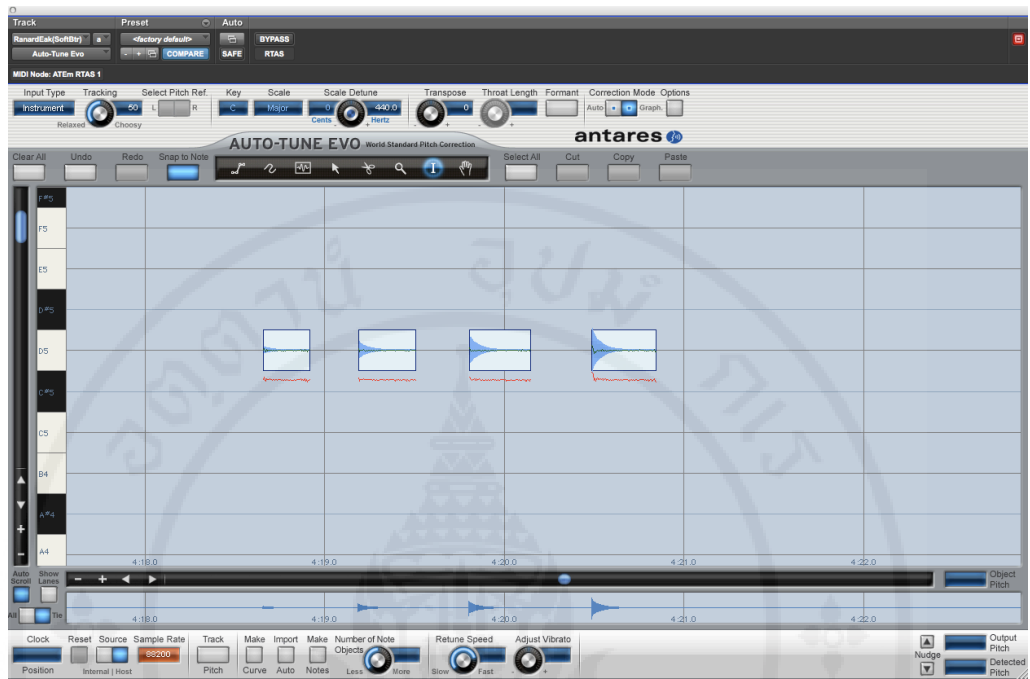 Track Preset Auto
RanardEak(SoftBtr) a <factory default> BYPASS
Auto-Tune Evo - + COMPARE SAFE RTAS
MIDI Node: ATEm RTAS 1
Input Type Tracking Select Pitch Ref. Key Scale Scale Detune Transpose Throat Length Formant Correction Mode Options
Instrument 50 L R C Major 0 440.0 0 Auto Graph.
Relaxed Choosy Cents - + Hertz - + - +
AUTO-TUNE EVO World Standard Pitch Correction antares
Clear All Undo Redo Snap to Note Select All Cut Copy Paste
F#5
F5
E5
D#5
D5
C#5
C5
B4
A#4
A4
4:18.0 4:19.0 4:20.0 4:21.0 4:22.0
Auto Scroll Show Lanes - + Object Pitch
All Tie
4:18.0 4:19.0 4:20.0 4:21.0 4:22.0
Clock Reset Source Sample Rate Track Make Import Make Number of Note Objects Retune Speed Adjust Vibrato Output Pitch
88200 Nudge
Position Internal | Host Pitch Curve Auto Notes Less More Slow Fast - + Detected Pitch